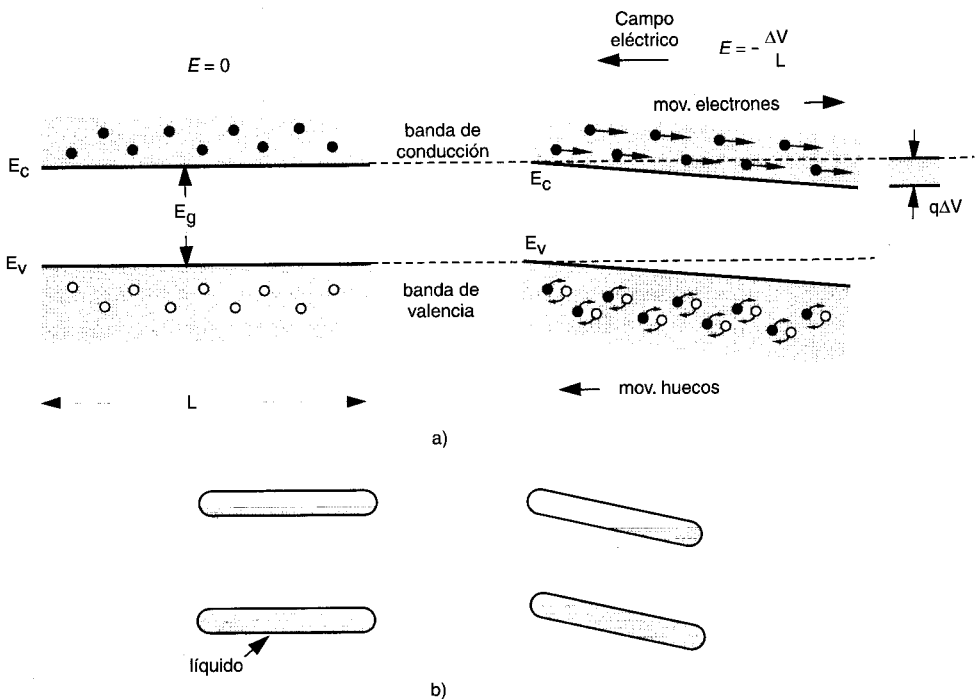 Campo
eléctrico
E = - ΔV
L
E = 0
mov. electrones
banda de
conducción
E_c
E_c
E_g
qΔV
E_v
E_v
banda de
valencia
L
mov. huecos
a)
líquido
b)